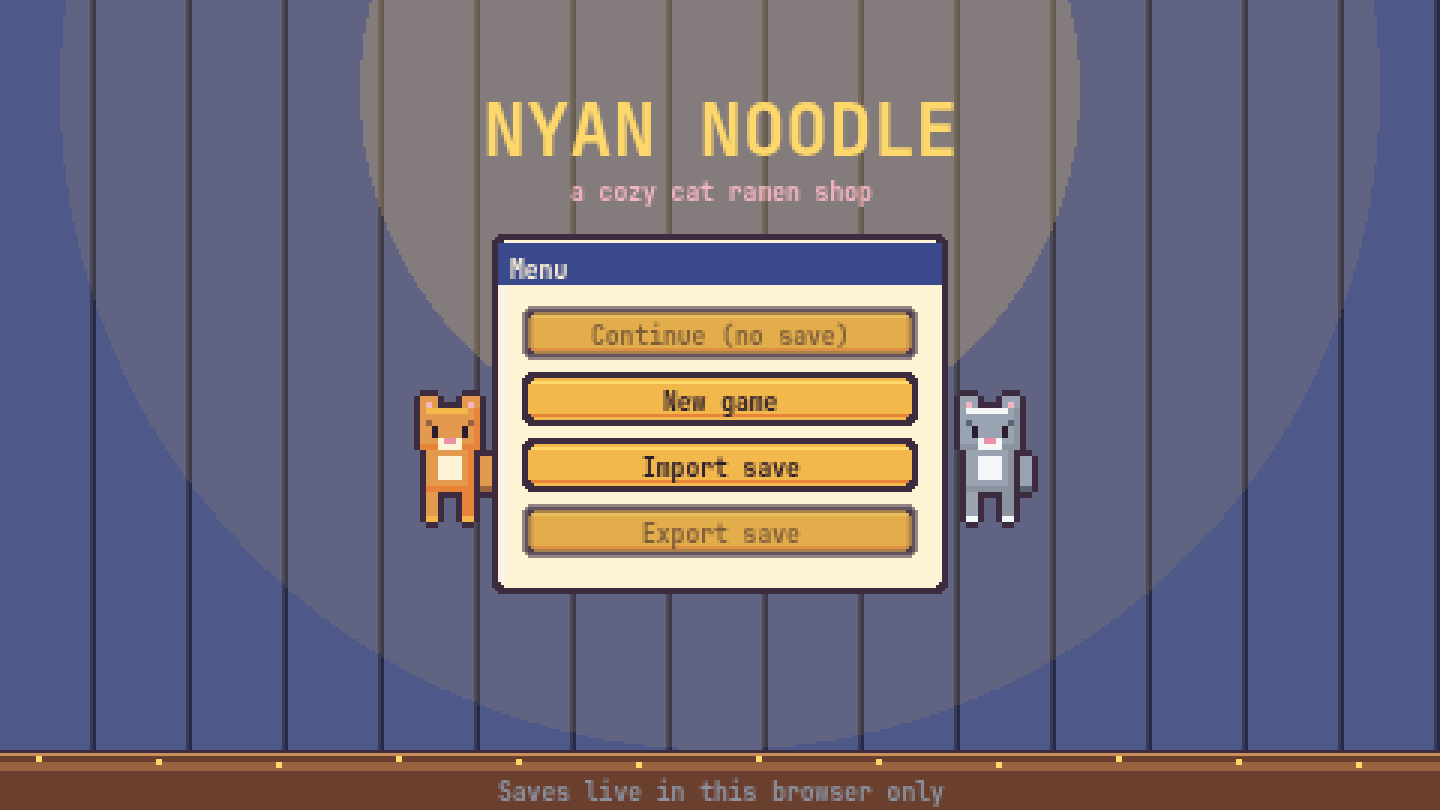 NYAN NOODLE
a cozy cat ramen shop
Menu
Continue (no save)
New game
Import save
Export save
Saves live in this browser only